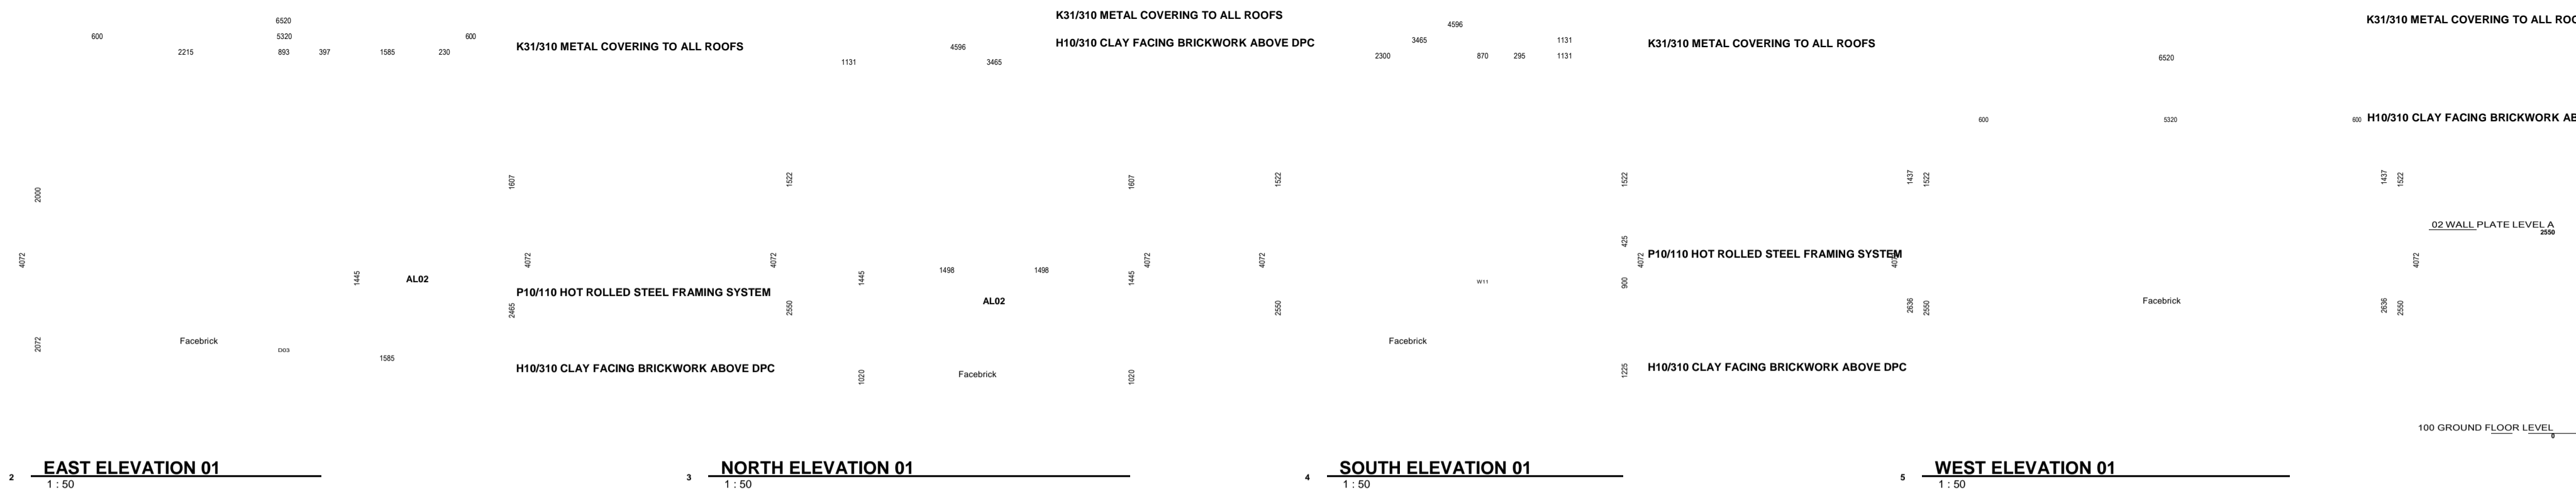 6520
600
5320
600
2215
893
397
1585
230
K31/310 METAL COVERING TO ALL ROOFS
2000
1607
4072
4072
1445
AL02
P10/110 HOT ROLLED STEEL FRAMING SYSTEM
2465
2072
Facebrick
D03
1585
H10/310 CLAY FACING BRICKWORK ABOVE DPC
2
EAST ELEVATION 01
1 : 50
K31/310 METAL COVERING TO ALL ROOFS
H10/310 CLAY FACING BRICKWORK ABOVE DPC
4596
1131
3465
1522
1607
4072
4072
1445
1498
1498
1445
AL02
2550
1020
Facebrick
1020
3
NORTH ELEVATION 01
1 : 50
4596
3465
1131
2300
870
295
1131
K31/310 METAL COVERING TO ALL ROOFS
1522
1522
425
4072
4072
P10/110 HOT ROLLED STEEL FRAMING SYSTEM
W11
900
2550
Facebrick
1225
H10/310 CLAY FACING BRICKWORK ABOVE DPC
4
SOUTH ELEVATION 01
1 : 50
K31/310 METAL COVERING TO ALL
6520
600
5320
600
H10/310 CLAY FACING BRICKWORK
1437
1522
1437
1522
02 WALL PLATE LEVEL A
2550
4072
2636
2550
Facebrick
2636
2550
100 GROUND FLOOR LEVEL
0
5
WEST ELEVATION 01
1 : 50